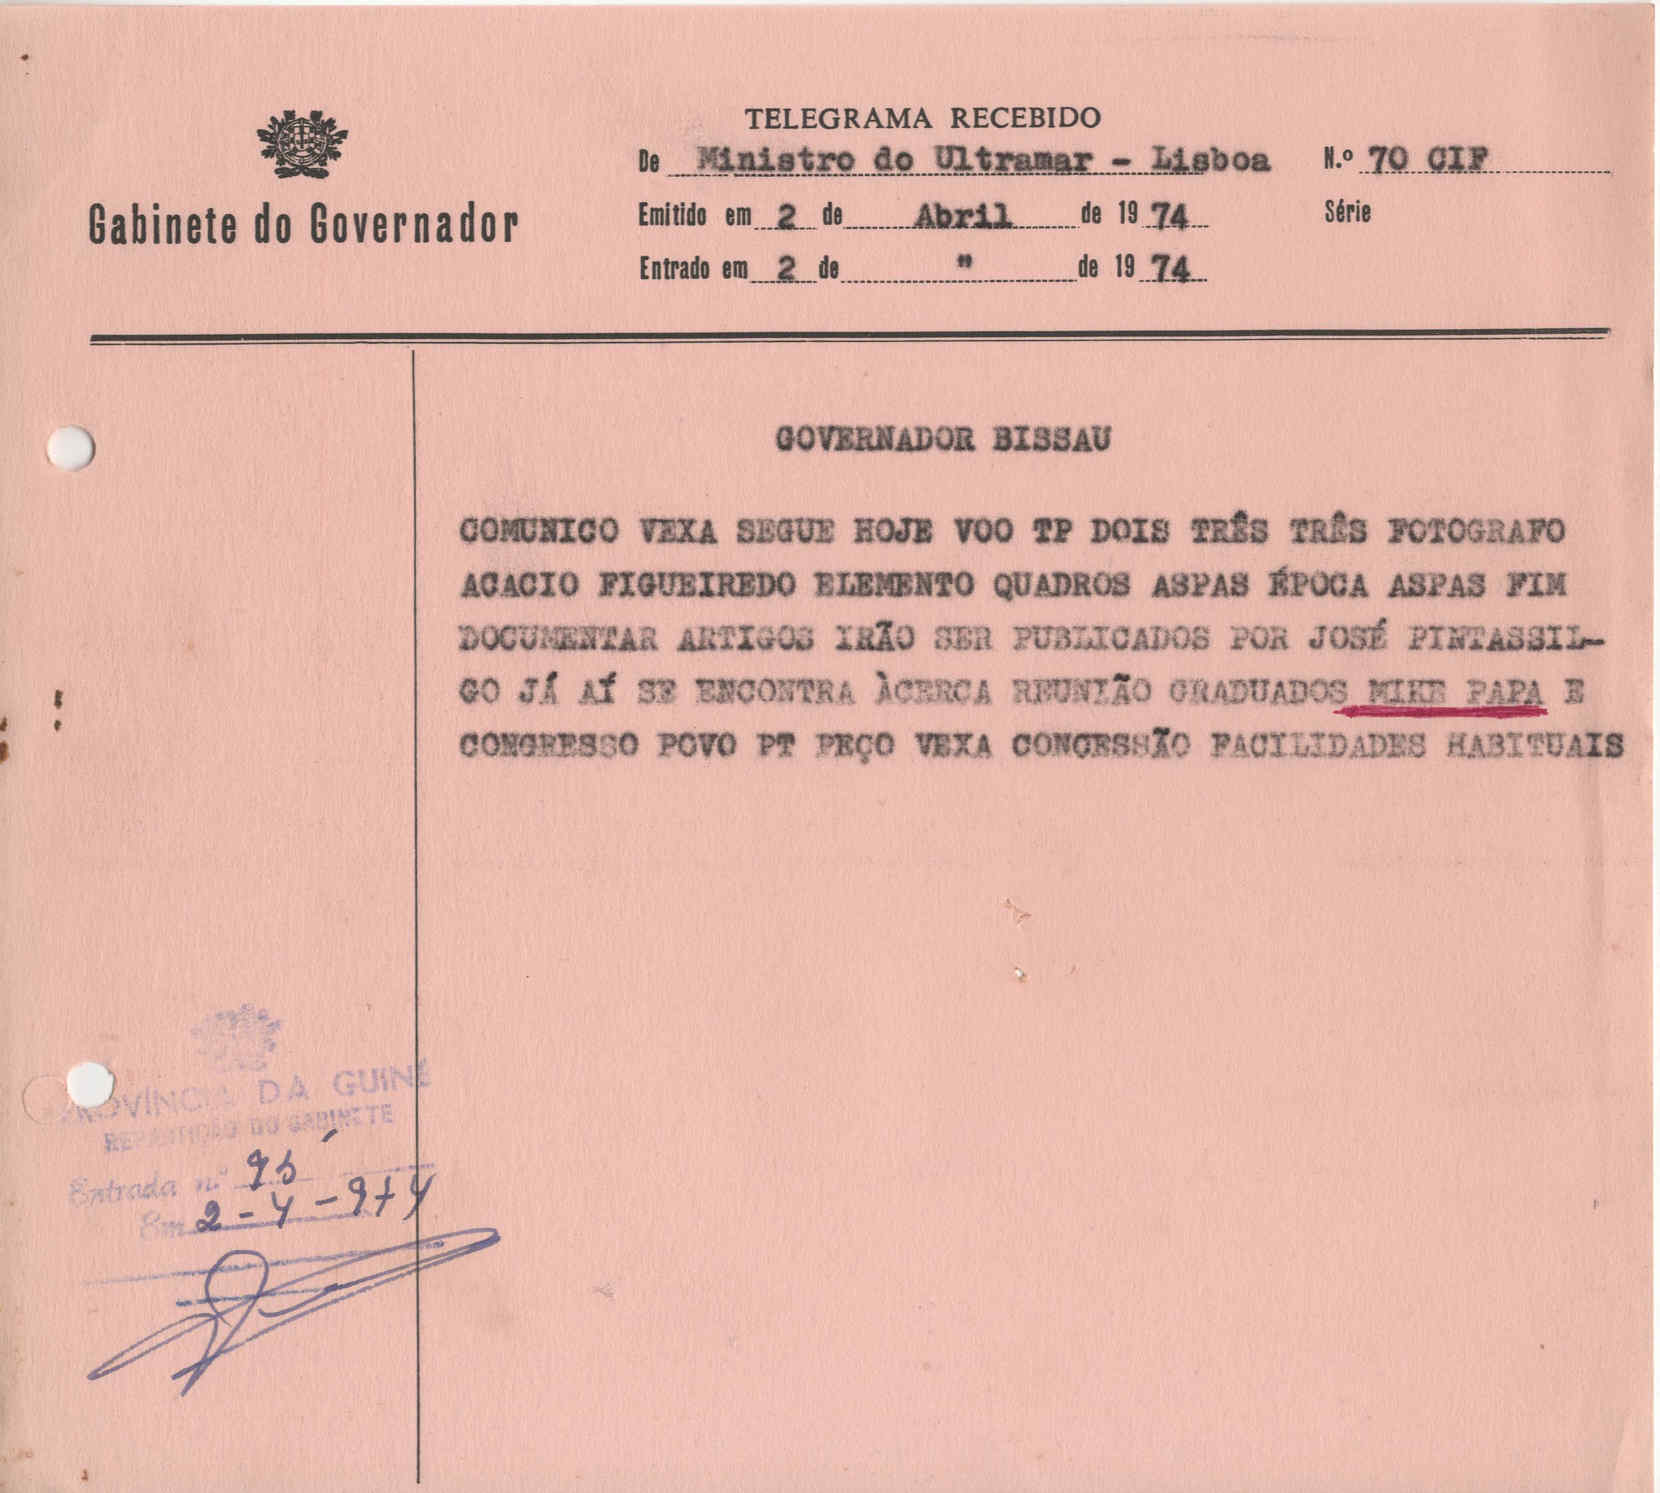 TELEGRAMA RECEBIDO
De Ministro do Ultramar - Lisboa N.º 70 CIF
Gabinete do Governador
Emitido em 2 de Abril de 1974 Série
Entrado em 2 de " de 1974
GOVERNADOR BISSAU
COMUNICO VEXA SEGUE HOJE VOO TP DOIS TRÊS TRÊS FOTOGRAFO
ACACIO FIGUEIREDO ELEMENTO QUADROS ASPAS ÉPOCA ASPAS FIM
DOCUMENTAR ARTIGOS IRÃO SER PUBLICADOS POR JOSÉ PINTASSIL-
GO JÁ AÍ SE ENCONTRA ÀCERCA REUNIÃO GRADUADOS MIKE PAPA E
CONGRESSO POVO PT PEÇO VEXA CONCESSÃO FACILIDADES HABITUAIS
PROVÍNCIA DA GUINÉ
REPARTIÇÃO DO GABINETE
Entrada n.º 95
Em 2-4-974